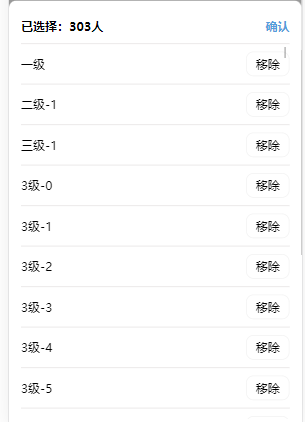 已选择：303人 确认
一级 移除
二级-1 移除
三级-1 移除
3级-0 移除
3级-1 移除
3级-2 移除
3级-3 移除
3级-4 移除
3级-5 移除